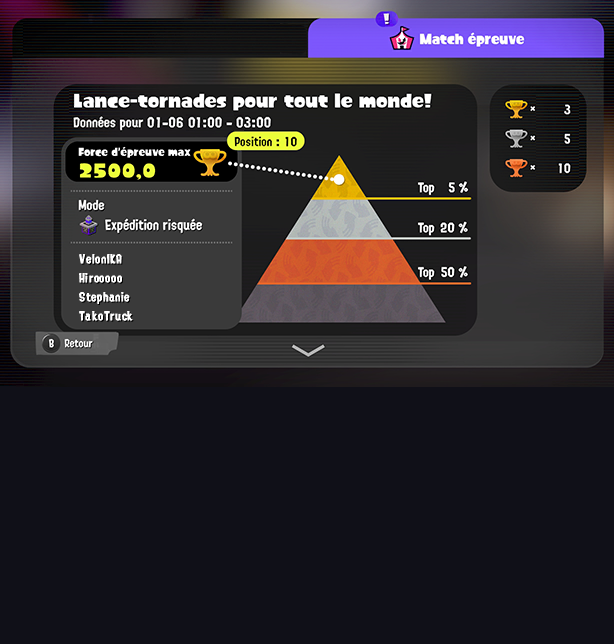 !
Match épreuve
Lance-tornades pour tout le monde!
Données pour 01-06 01:00 - 03:00
Position : 10
Force d'épreuve max
2500,0
Mode
Expédition risquée
VelonIKA
Hirooooo
Stephanie
TakoTruck
Top 5 %
Top 20 %
Top 50 %
× 3
× 5
× 10
B Retour